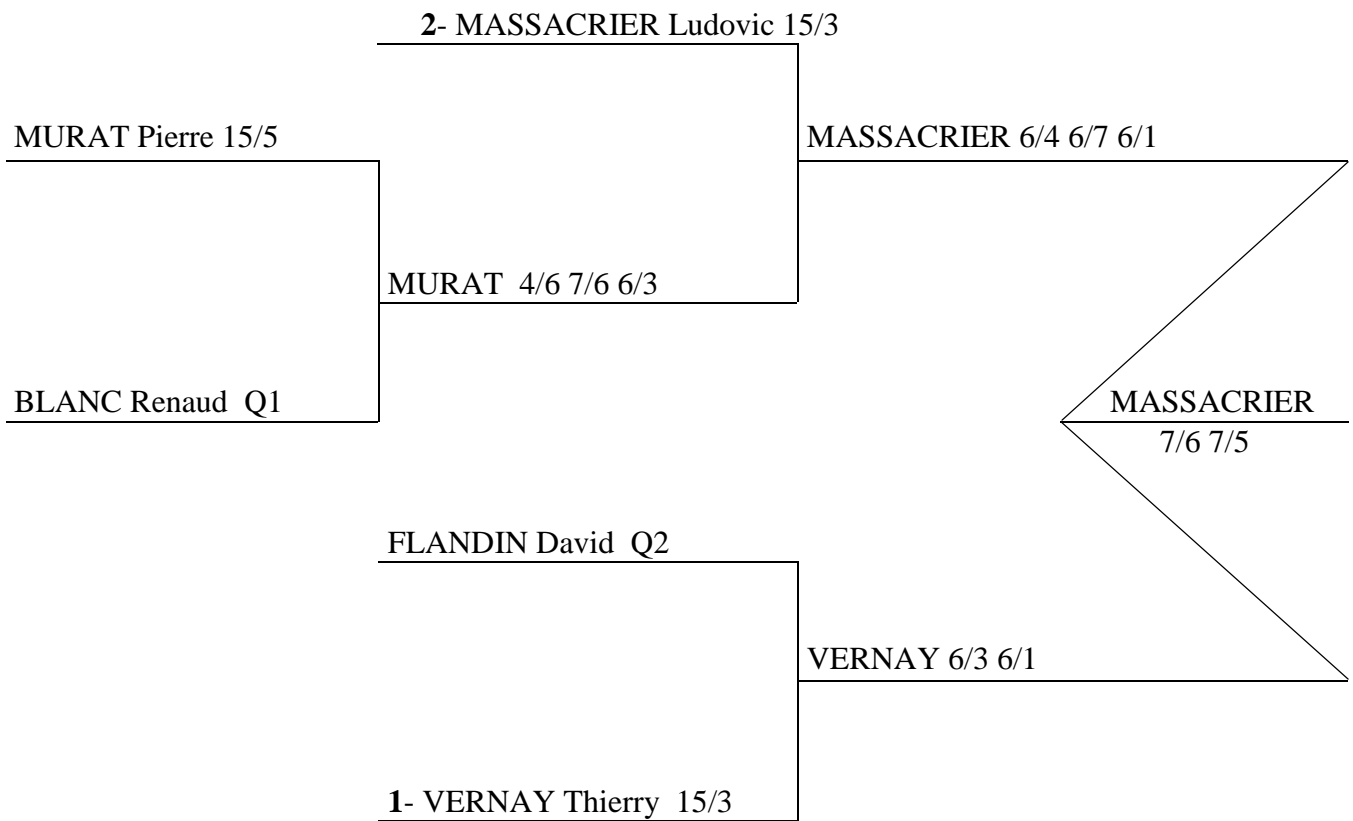 2- MASSACRIER Ludovic 15/3
MURAT Pierre 15/5
MASSACRIER 6/4 6/7 6/1
MURAT 4/6 7/6 6/3
BLANC Renaud Q1
MASSACRIER
7/6 7/5
FLANDIN David Q2
VERNAY 6/3 6/1
1- VERNAY Thierry 15/3